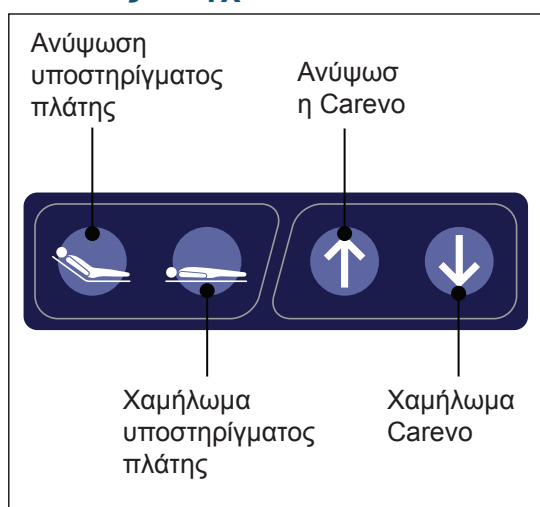 Ανύψωση
υποστηρίγματος
πλάτης
Ανύψωσ
η Carevo
Χαμήλωμα
υποστηρίγματος
πλάτης
Χαμήλωμα
Carevo